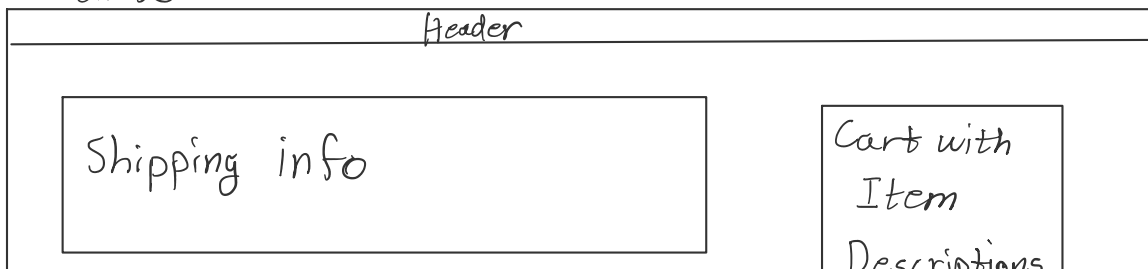 Header
Shipping info
Cart with
Item
Descriptions